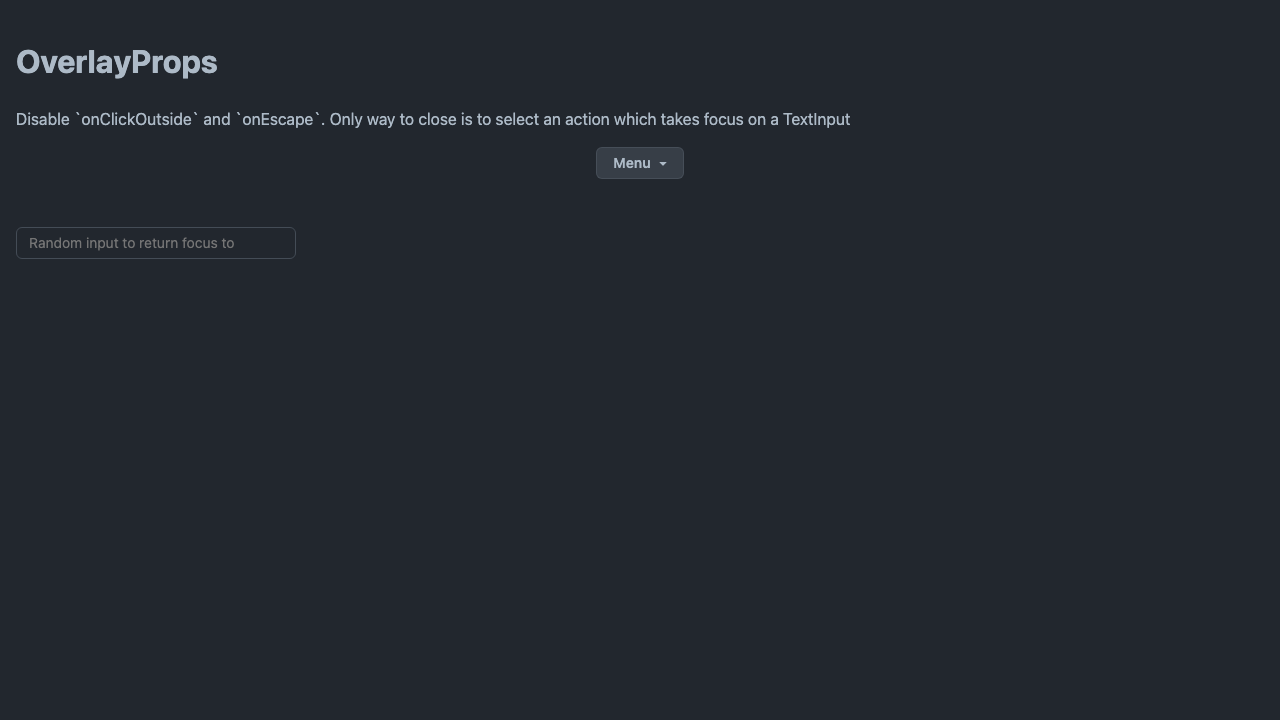 OverlayProps
Disable `onClickOutside` and `onEscape`. Only way to close is to select an action which takes focus on a TextInput
Menu
Random input to return focus to